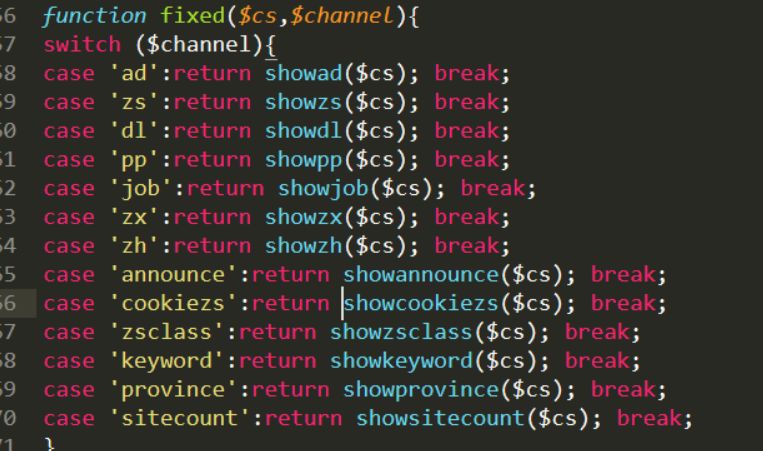 56 function fixed($cs,$channel){
57 switch ($channel){
58 case 'ad':return showad($cs); break;
59 case 'zs':return showzs($cs); break;
60 case 'dl':return showdl($cs); break;
61 case 'pp':return showpp($cs); break;
62 case 'job':return showjob($cs); break;
63 case 'zx':return showzx($cs); break;
64 case 'zh':return showzh($cs); break;
65 case 'announce':return showannounce($cs); break;
66 case 'cookiezs':return showcookiezs($cs); break;
67 case 'zsclass':return showzsclass($cs); break;
68 case 'keyword':return showkeyword($cs); break;
69 case 'province':return showprovince($cs); break;
70 case 'sitecount':return showsitecount($cs); break;
71 }